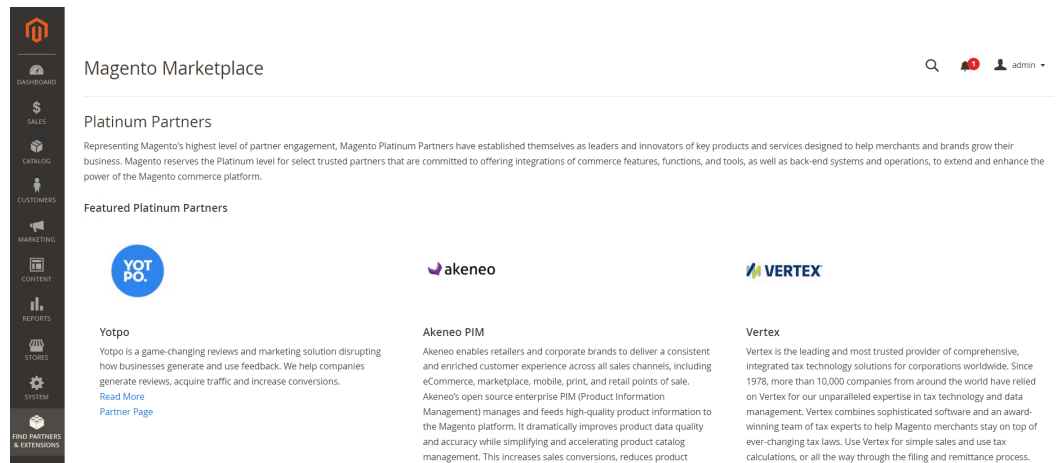 Magento Marketplace
1
admin
DASHBOARD
SALES
CATALOG
CUSTOMERS
MARKETING
CONTENT
REPORTS
STORES
SYSTEM
FIND PARTNERS
& EXTENSIONS
Platinum Partners
Representing Magento's highest level of partner engagement, Magento Platinum Partners have established themselves as leaders and innovators of key products and services designed to help merchants and brands grow their
business. Magento reserves the Platinum level for select trusted partners that are committed to offering integrations of commerce features, functions, and tools, as well as back-end systems and operations, to extend and enhance the
power of the Magento commerce platform.
Featured Platinum Partners
YOT
PO.
Yotpo
Yotpo is a game-changing reviews and marketing solution disrupting
how businesses generate and use feedback. We help companies
generate reviews, acquire traffic and increase conversions.
Read More
Partner Page
akeneo
Akeneo PIM
Akeneo enables retailers and corporate brands to deliver a consistent
and enriched customer experience across all sales channels, including
eCommerce, marketplace, mobile, print, and retail points of sale.
Akeneo's open source enterprise PIM (Product Information
Management) manages and feeds high-quality product information to
the Magento platform. It dramatically improves product data quality
and accuracy while simplifying and accelerating product catalog
management. This increases sales conversions, reduces product
VERTEX
Vertex
Vertex is the leading and most trusted provider of comprehensive,
integrated tax technology solutions for corporations worldwide. Since
1978, more than 10,000 companies from around the world have relied
on Vertex for our unparalleled expertise in tax technology and data
management. Vertex combines sophisticated software and an award-
winning team of tax experts to help Magento merchants stay on top of
ever-changing tax laws. Use Vertex for simple sales and use tax
calculations, or all the way through the filing and remittance process.